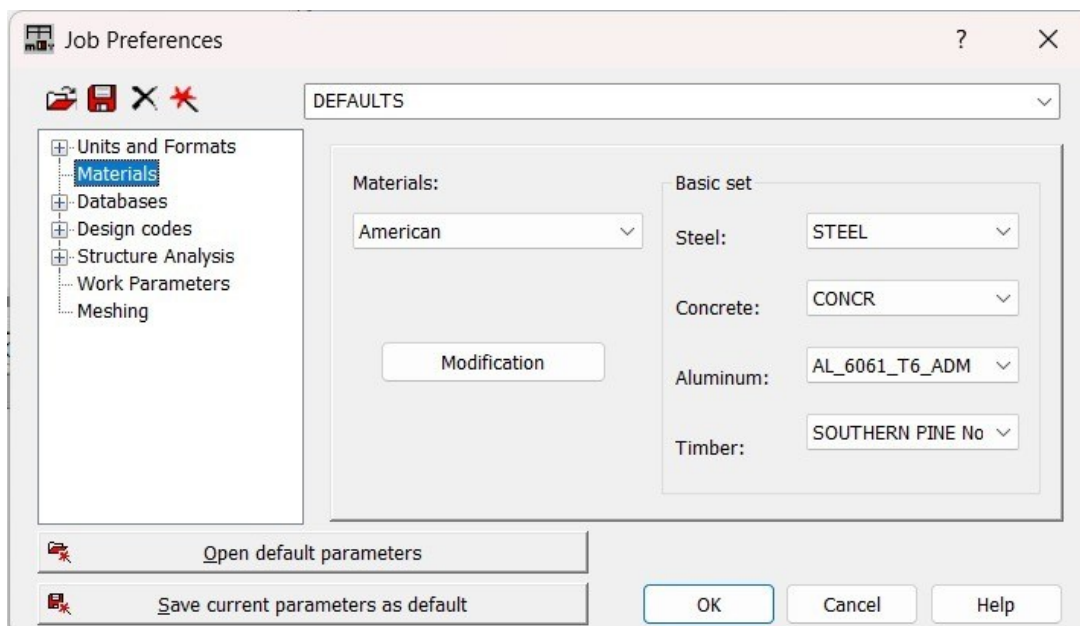 Job Preferences
?
DEFAULTS
Units and Formats
Materials
Databases
Design codes
Structure Analysis
Work Parameters
Meshing
Materials:
American
Modification
Basic set
Steel:
STEEL
Concrete:
CONCR
Aluminum:
AL_6061_T6_ADM
Timber:
SOUTHERN PINE No
Open default parameters
Save current parameters as default
OK
Cancel
Help